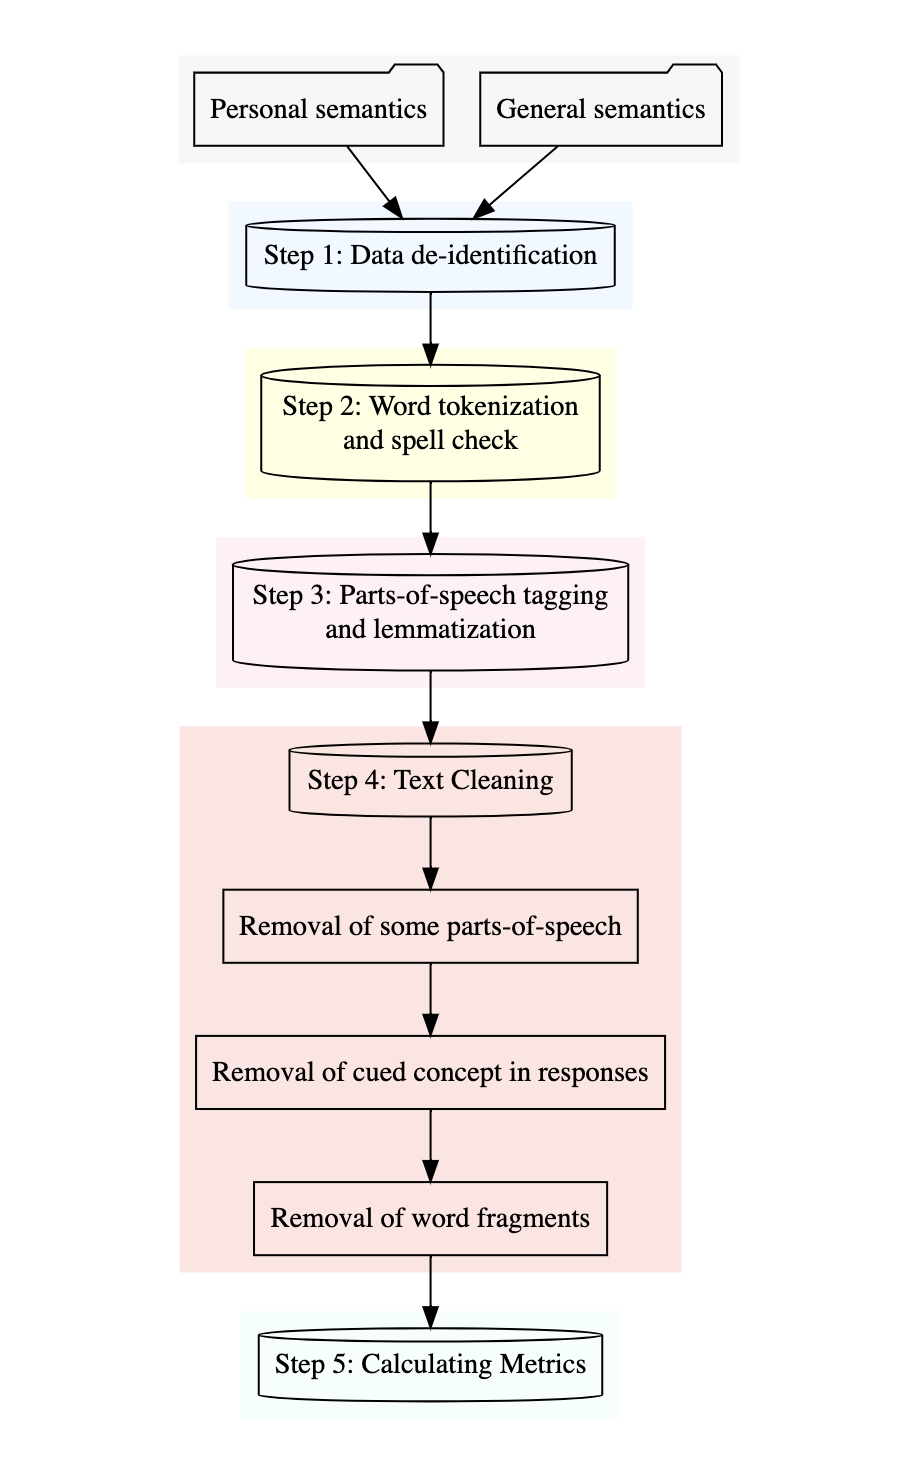 Personal semantics
General semantics
Step 1: Data de-identification
Step 2: Word tokenization
and spell check
Step 3: Parts-of-speech tagging
and lemmatization
Step 4: Text Cleaning
Removal of some parts-of-speech
Removal of cued concept in responses
Removal of word fragments
Step 5: Calculating Metrics